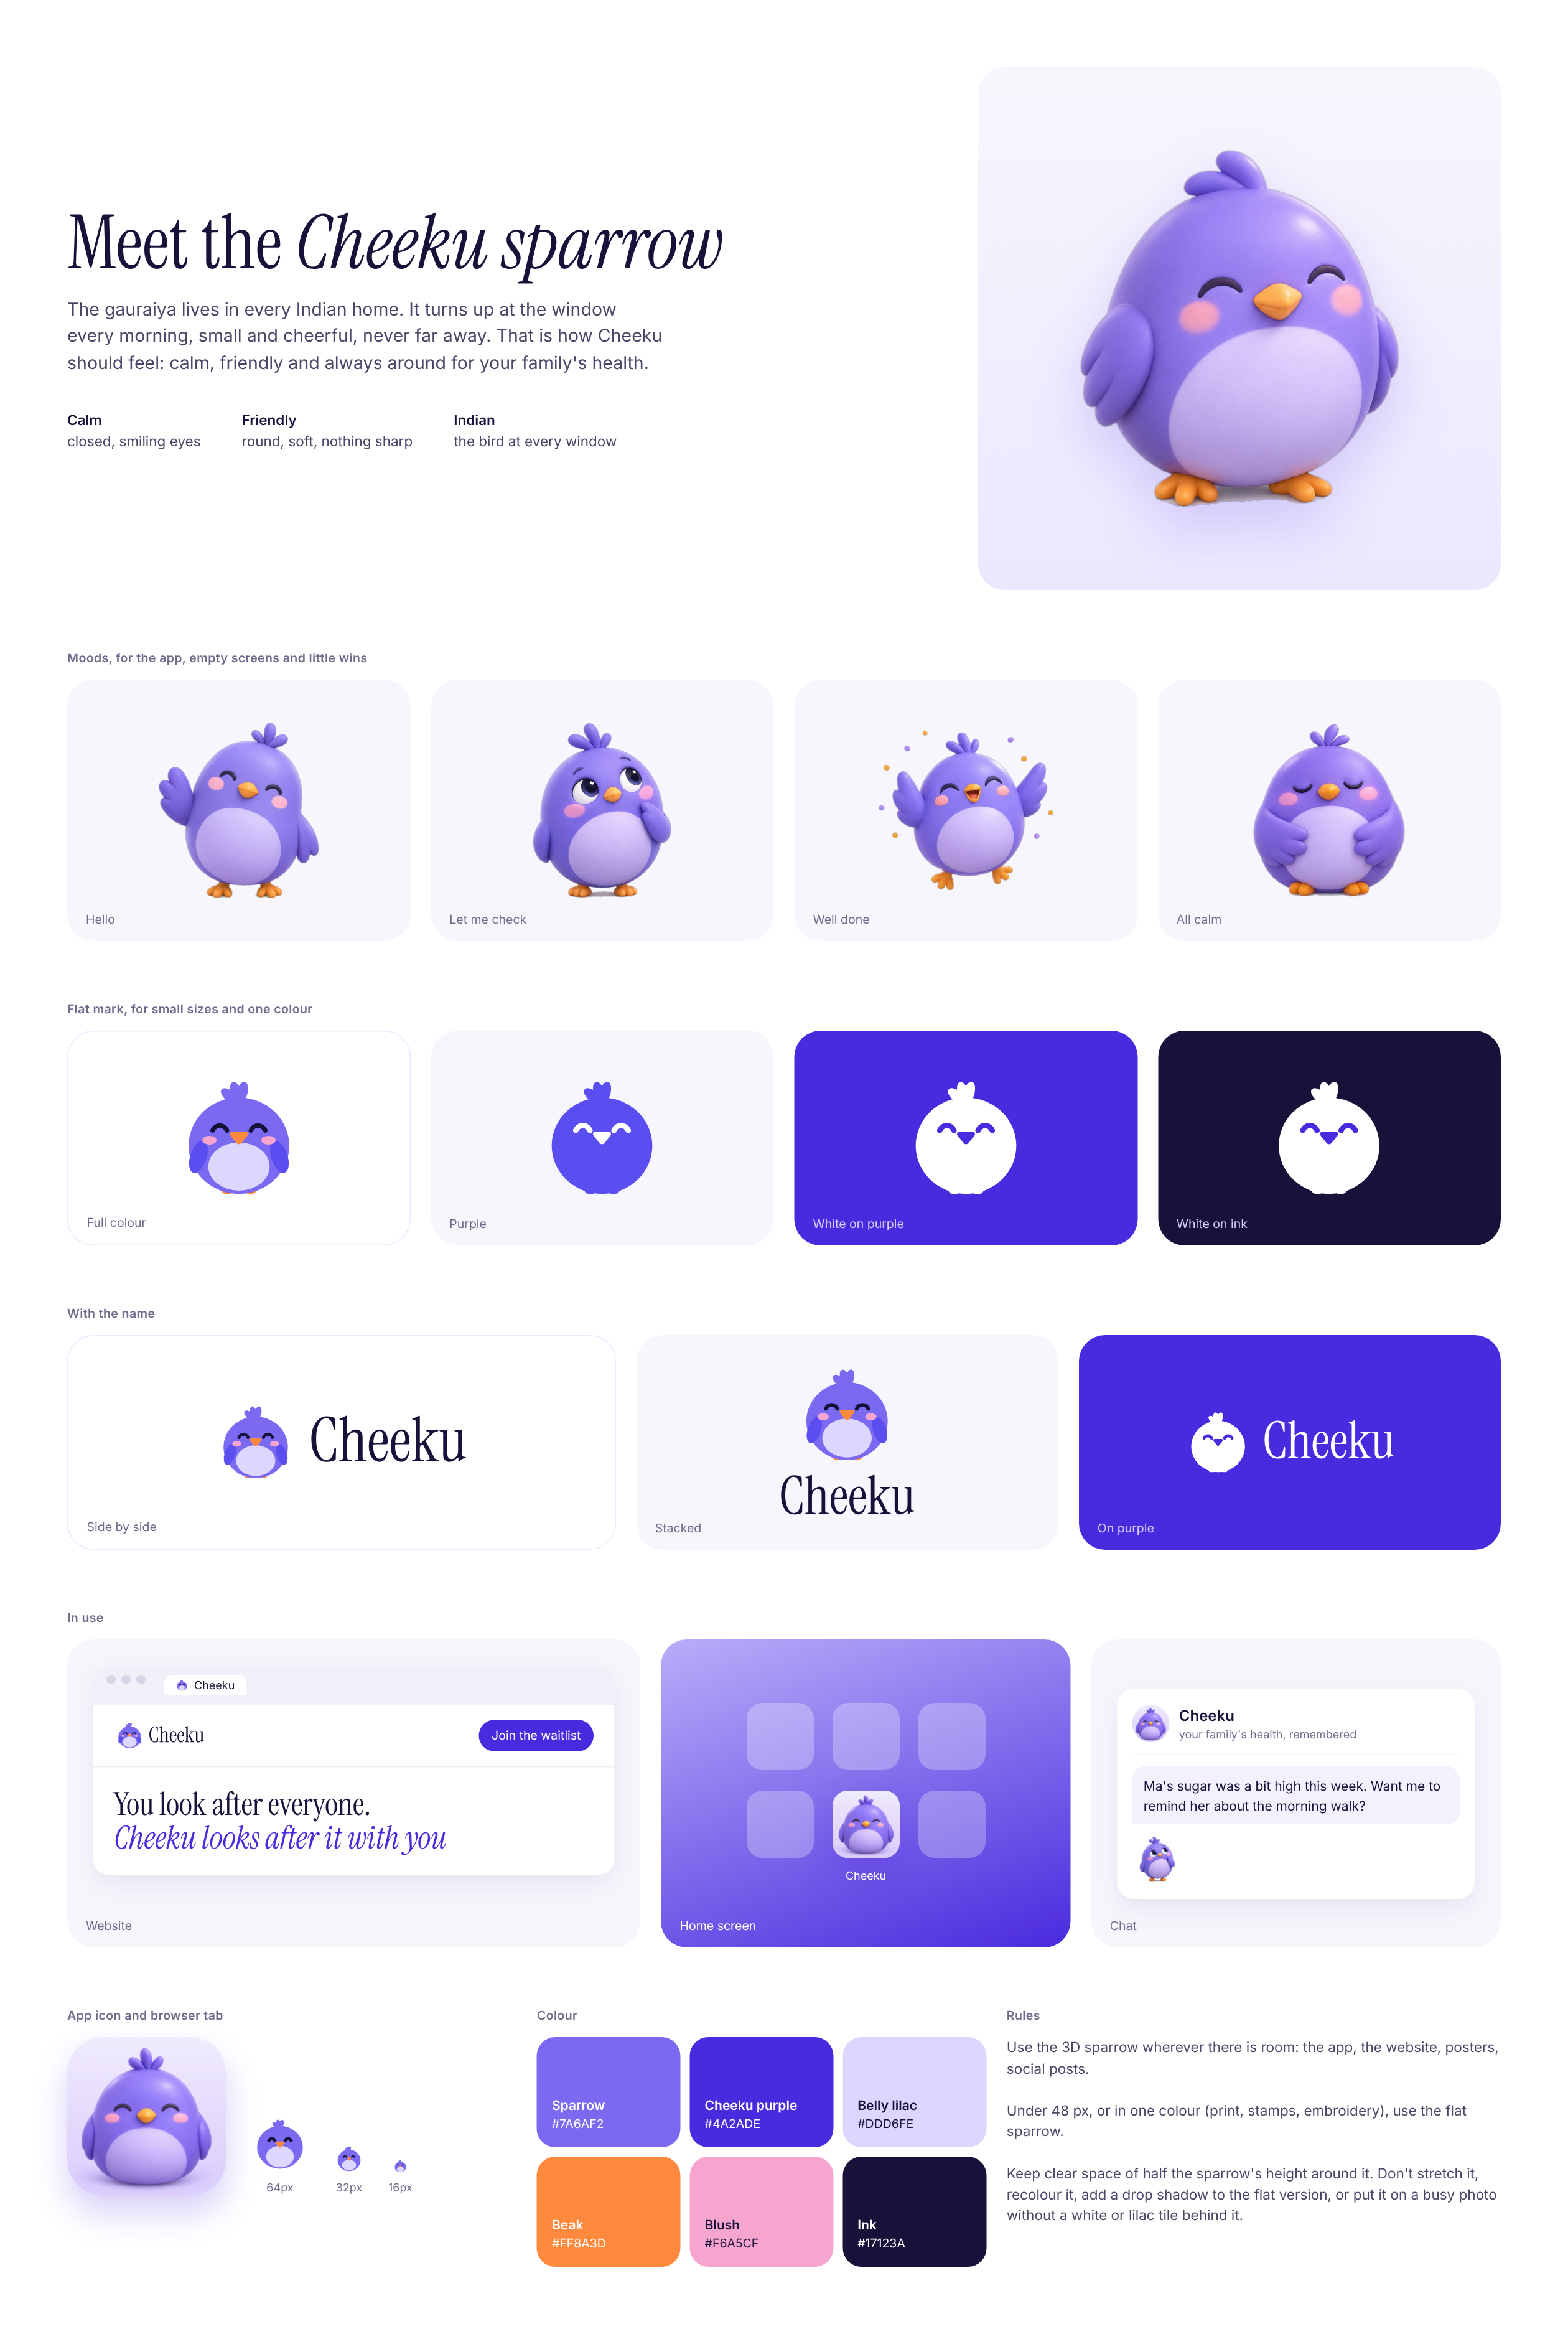 Meet the Cheeku sparrow
The gauraiya lives in every Indian home. It turns up at the window
every morning, small and cheerful, never far away. That is how Cheeku
should feel: calm, friendly and always around for your family's health.
Calm
closed, smiling eyes
Friendly
round, soft, nothing sharp
Indian
the bird at every window
Moods, for the app, empty screens and little wins
Hello
Let me check
Well done
All calm
Flat mark, for small sizes and one colour
Full colour
Purple
White on purple
White on ink
With the name
Cheeku
Side by side
Cheeku
Stacked
Cheeku
On purple
In use
Cheeku
Cheeku
Join the waitlist
You look after everyone.
Cheeku looks after it with you
Website
Cheeku
Home screen
Cheeku
your family's health, remembered
Ma's sugar was a bit high this week. Want me to
remind her about the morning walk?
Chat
App icon and browser tab
64px
32px
16px
Colour
Sparrow
#7A6AF2
Cheeku purple
#4A2ADE
Belly lilac
#DDD6FE
Beak
#FF8A3D
Blush
#F6A5CF
Ink
#17123A
Rules
Use the 3D sparrow wherever there is room: the app, the website, posters,
social posts.
Under 48 px, or in one colour (print, stamps, embroidery), use the flat
sparrow.
Keep clear space of half the sparrow's height around it. Don't stretch it,
recolour it, add a drop shadow to the flat version, or put it on a busy photo
without a white or lilac tile behind it.